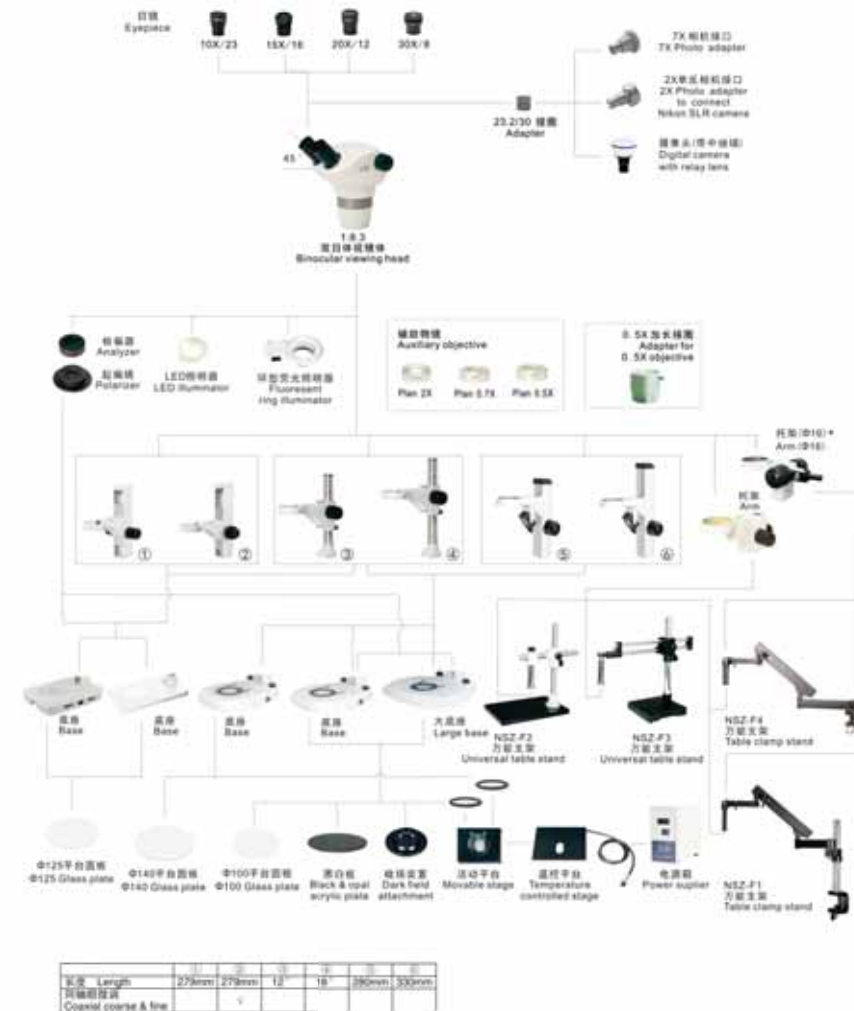 目镜
Eyepiece
10X/23
15X/16
20X/12
30X/8
7X 相机接口
7X Photo adapter
2X单反相机接口
2X Photo adapter
to connect
Nikon SLR camera
23.2/30 接圈
Adapter
摄像头(带中继镜)
Digital camera
with relay lens
45
1:8.3
双目体视镜体
Binocular viewing head
检偏器
Analyzer
起偏镜
Polarizer
LED照明器
LED illuminator
环型荧光照明器
Fluoresent
ring illuminator
辅助物镜
Auxiliary objective
Plan 2X
Plan 0.7X
Plan 0.5X
0.5X 加长接圈
Adapter for
0.5X objective
托架(Φ16)*
Arm (Φ16)
托架
Arm
①
②
③
④
⑤
⑥
底座
Base
底座
Base
底座
Base
底座
Base
大底座
Large base
NSZ-F2
万能支架
Universal table stand
NSZ-F3
万能支架
Universal table stand
NSZ-F4
万能支架
Table clamp stand
Φ125平台圆板
Φ125 Glass plate
Φ140平台圆板
Φ140 Glass plate
Φ100平台圆板
Φ100 Glass plate
黑白板
Black & opal
acrylic plata
暗场装置
Dark field
attachment
活动平台
Movable stage
温控平台
Temperature
controlled stage
电源箱
Power suplier
NSZ-F1
万能支架
Table clamp stand
① ② ③ ④ ⑤ ⑥
长度 Length 279mm 279mm 12" 18" 280mm 330mm
同轴粗微调
Coaxial coarse & fine √